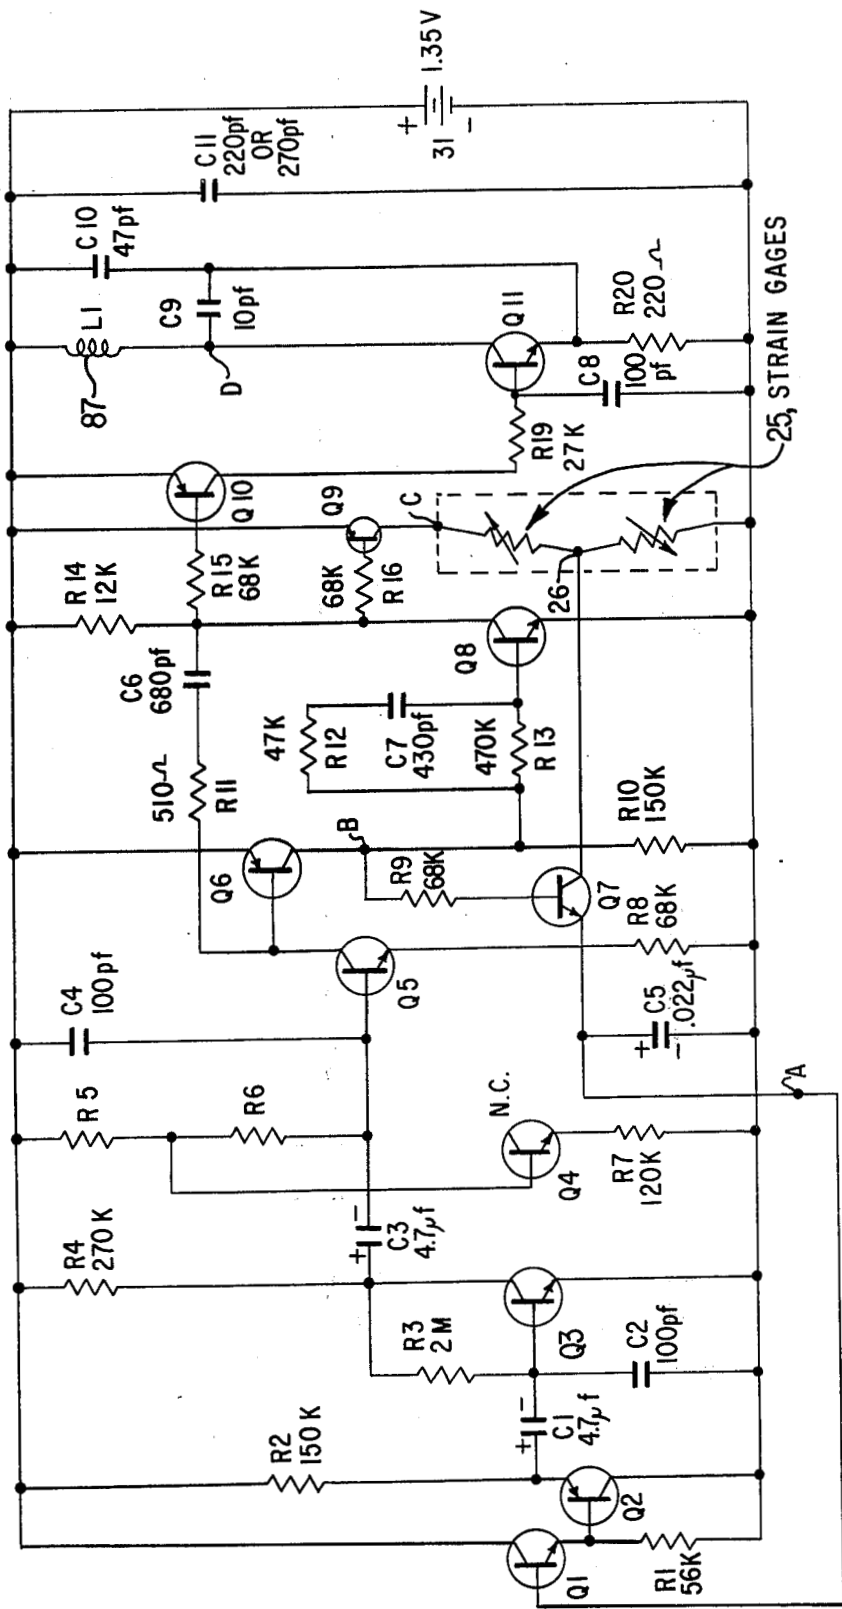 1.35V
+
31
-
C11
220pf
OR
270pf
C10
47pf
C9
10pf
L1
87
D
Q11
R20
220Ω
C8
100
pf
R19
27K
25, STRAIN GAGES
Q10
Q9
C
26
R14
12K
R15
68K
68K
R16
C6
680pf
Q8
510Ω
R11
47K
R12
C7
430pf
470K
R13
Q6
B
R9
68K
R10
150K
Q7
R8
68K
C4
100pf
Q5
+
-
C5
.022µf
A
R5
R6
N.C.
Q4
R7
120K
R4
270K
+
-
C3
4.7µf
R3
2M
Q3
C2
100pf
R2
150K
+
-
C1
4.7µf
Q2
Q1
R1
56K